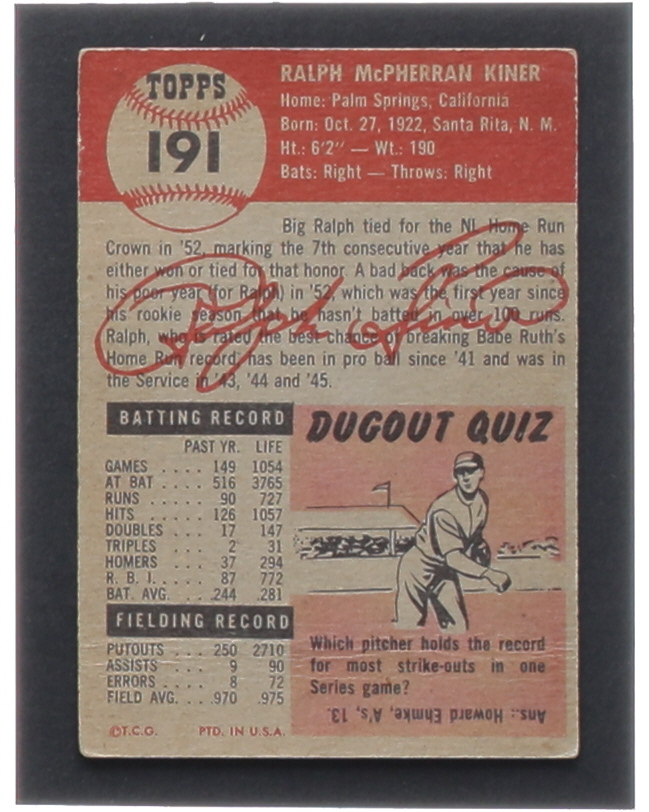 TOPPS
191
RALPH McPHERRAN KINER
Home: Palm Springs, California
Born: Oct. 27, 1922, Santa Rita, N. M.
Ht.: 6'2" — Wt.: 190
Bats: Right — Throws: Right
Big Ralph tied for the NL Home Run
Crown in '52, marking the 7th consecutive year that he has
either won or tied for that honor. A bad back was the cause of
his poor year (for Ralph) in '52, which was the first year since
his rookie season that he hasn't batted in over 100 runs.
Ralph, who is rated the best chance of breaking Babe Ruth's
Home Run record, has been in pro ball since '41 and was in
the Service in '43, '44 and '45.
Ralph Kiner
BATTING RECORD
PAST YR. LIFE
GAMES .... 149 1054
AT BAT .... 516 3765
RUNS .... 90 727
HITS .... 126 1057
DOUBLES ... 17 147
TRIPLES ... 2 31
HOMERS ... 37 294
R. B. I. .... 87 772
BAT. AVG. .. .244 .281
FIELDING RECORD
PUTOUTS ... 250 2710
ASSISTS ... 9 90
ERRORS .... 8 72
FIELD AVG. .. .970 .975
©T.C.G. PTD. IN U.S.A.
DUGOUT QUIZ
Which pitcher holds the record
for most strike-outs in one
Series game?
Ans.: Howard Ehmke, A's, 13.